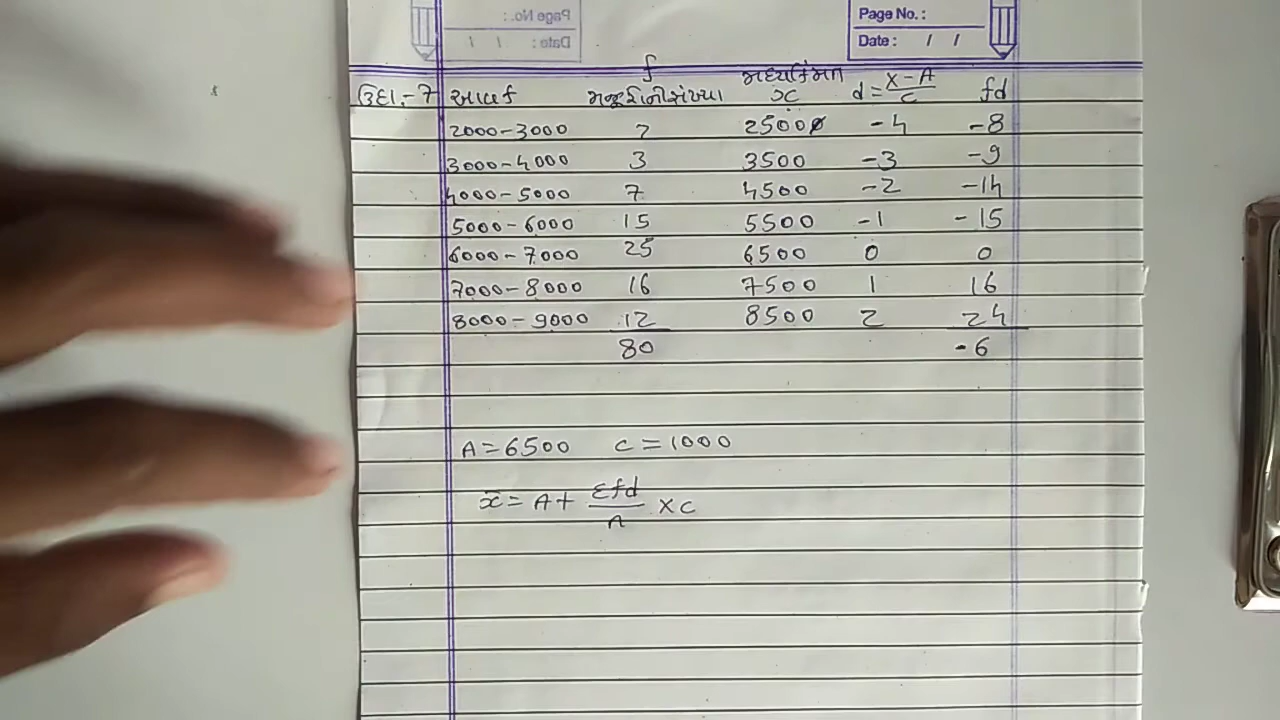 Page No.:
Date: / /
f
ઉદા.-7 આવક મજૂરોની સંખ્યા મધ્યકિંમત x d = X-A/C fd
2000-3000 2 2500 -4 -8
3000-4000 3 3500 -3 -9
4000-5000 7 4500 -2 -14
5000-6000 15 5500 -1 -15
6000-7000 25 6500 0 0
7000-8000 16 7500 1 16
8000-9000 12 8500 2 24
80 -6
A=6500 C=1000
x̄ = A + Σfd/n × C